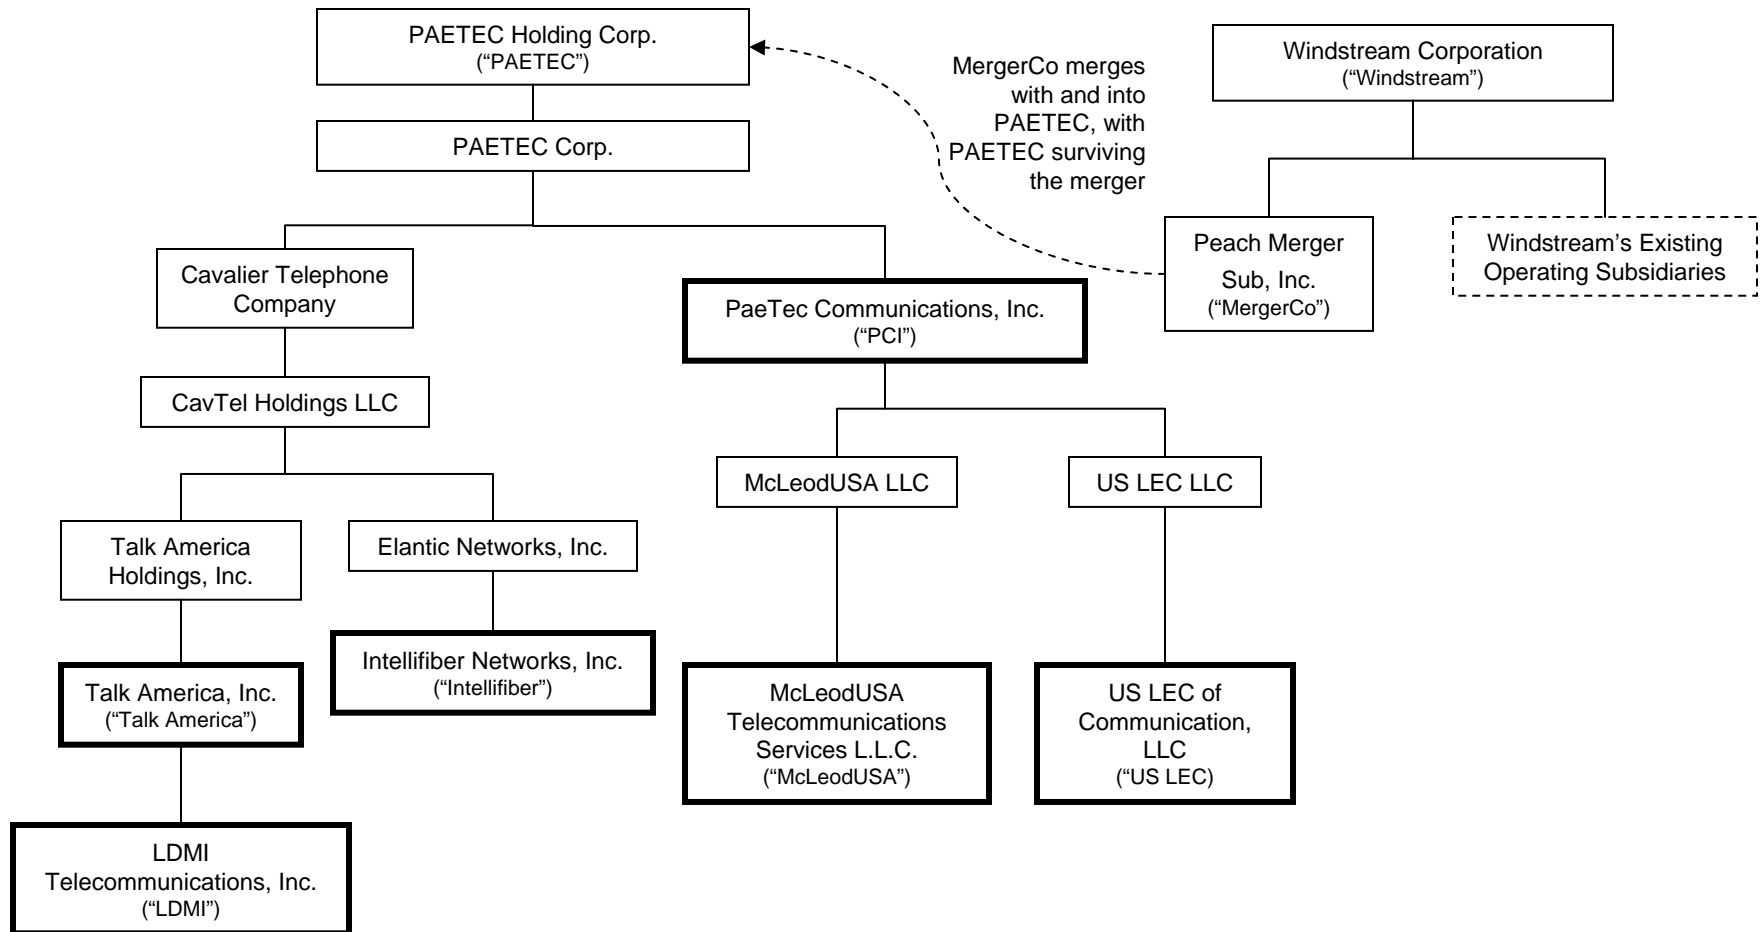 PAETEC Holding Corp.
(“PAETEC”)
Windstream Corporation
(“Windstream”)
MergerCo merges
with and into
PAETEC, with
PAETEC surviving
the merger
PAETEC Corp.
Cavalier Telephone
Company
Peach Merger
Sub, Inc.
(“MergerCo”)
Windstream’s Existing
Operating Subsidiaries
PaeTec Communications, Inc.
(“PCI”)
CavTel Holdings LLC
McLeodUSA LLC
US LEC LLC
Talk America
Holdings, Inc.
Elantic Networks, Inc.
Intellifiber Networks, Inc.
(“Intellifiber”)
Talk America, Inc.
(“Talk America”)
McLeodUSA
Telecommunications
Services L.L.C.
(“McLeodUSA”)
US LEC of
Communication,
LLC
(“US LEC)
LDMI
Telecommunications, Inc.
(“LDMI”)